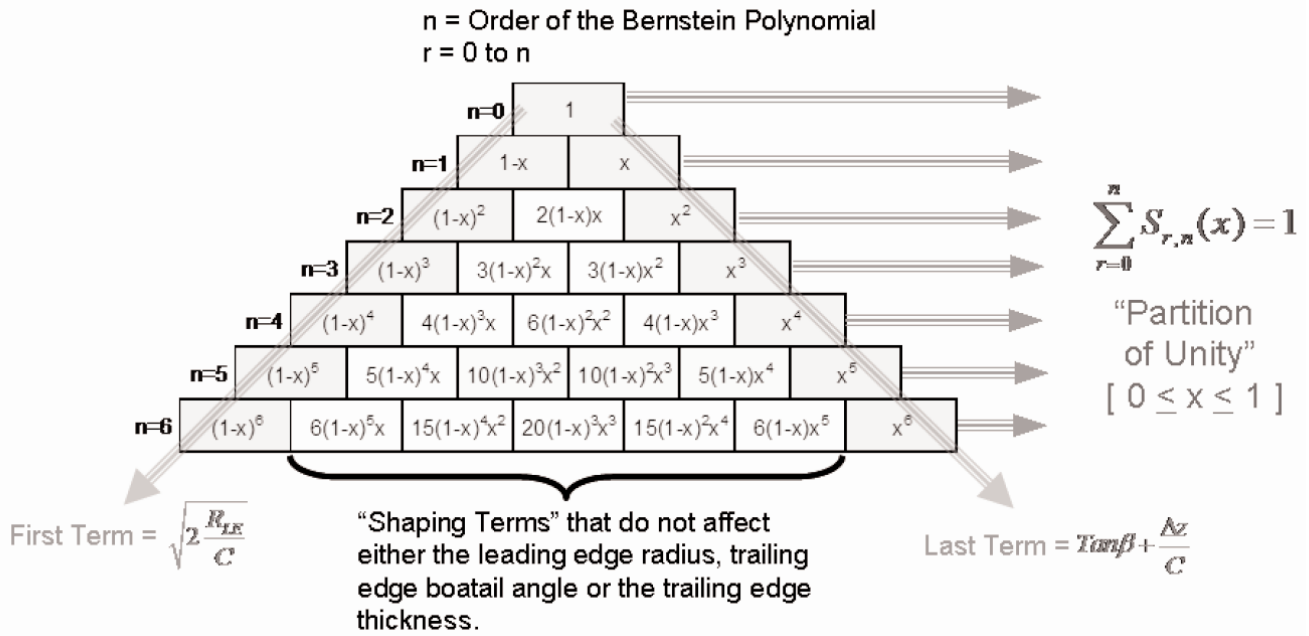 n = Order of the Bernstein Polynomial
r = 0 to n
n=0 1
n=1 1-x x
n=2 (1-x)² 2(1-x)x x²
n=3 (1-x)³ 3(1-x)²x 3(1-x)x² x³
n=4 (1-x)⁴ 4(1-x)³x 6(1-x)²x² 4(1-x)x³ x⁴
n=5 (1-x)⁵ 5(1-x)⁴x 10(1-x)³x² 10(1-x)²x³ 5(1-x)x⁴ x⁵
n=6 (1-x)⁶ 6(1-x)⁵x 15(1-x)⁴x² 20(1-x)³x³ 15(1-x)²x⁴ 6(1-x)x⁵ x⁶
n
∑ S r,n (x) = 1
r=0
“Partition
of Unity”
[ 0 ≤ x ≤ 1 ]
First Term = √(2 R_LE/C)
“Shaping Terms” that do not affect
either the leading edge radius, trailing
edge boatail angle or the trailing edge
thickness.
Last Term = Tanβ + Δz/C